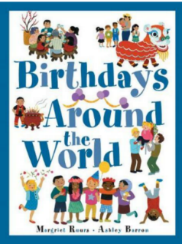 Birthdays
Around
the
World
Margriet Ruurs • Ashley Barron